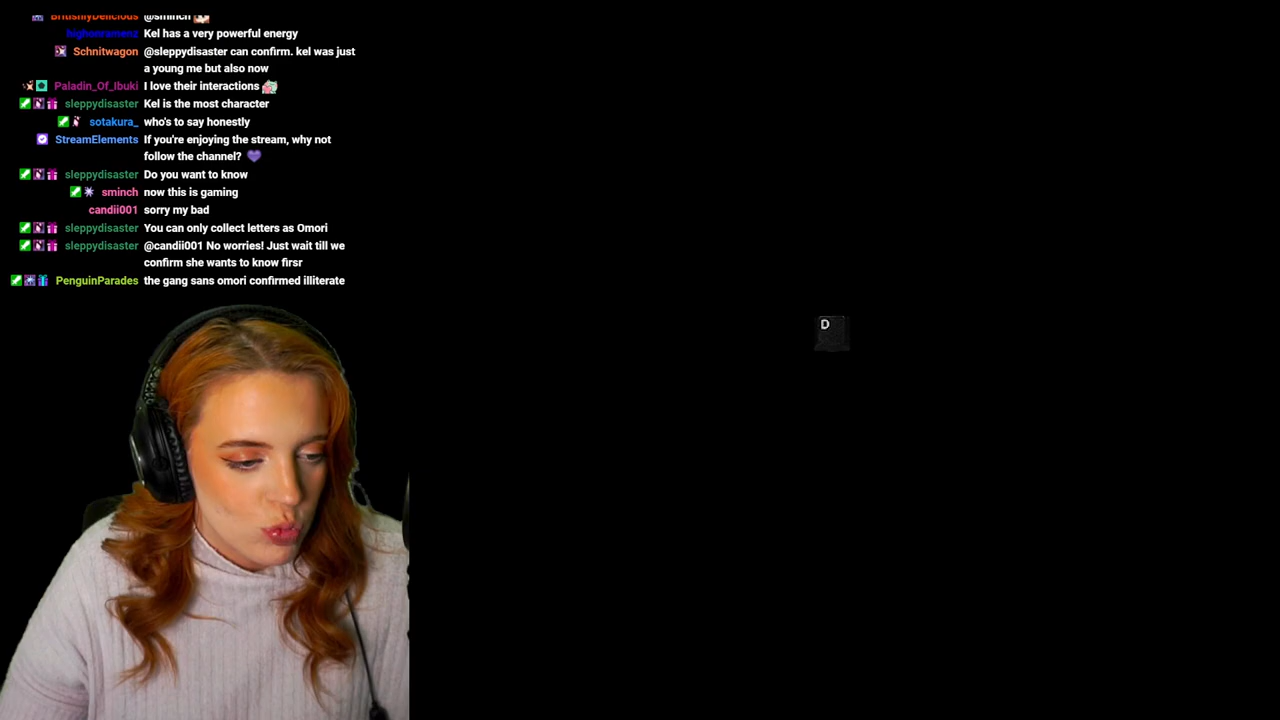 BritishlyDelicious @sminch
highonramenz Kel has a very powerful energy
Schnitwagon @sleppydisaster can confirm. kel was just
a young me but also now
Paladin_Of_Ibuki I love their interactions
sleppydisaster Kel is the most character
sotakura_ who's to say honestly
StreamElements If you're enjoying the stream, why not
follow the channel?
sleppydisaster Do you want to know
sminch now this is gaming
candii001 sorry my bad
sleppydisaster You can only collect letters as Omori
sleppydisaster @candii001 No worries! Just wait till we
confirm she wants to know firsr
PenguinParades the gang sans omori confirmed illiterate
D